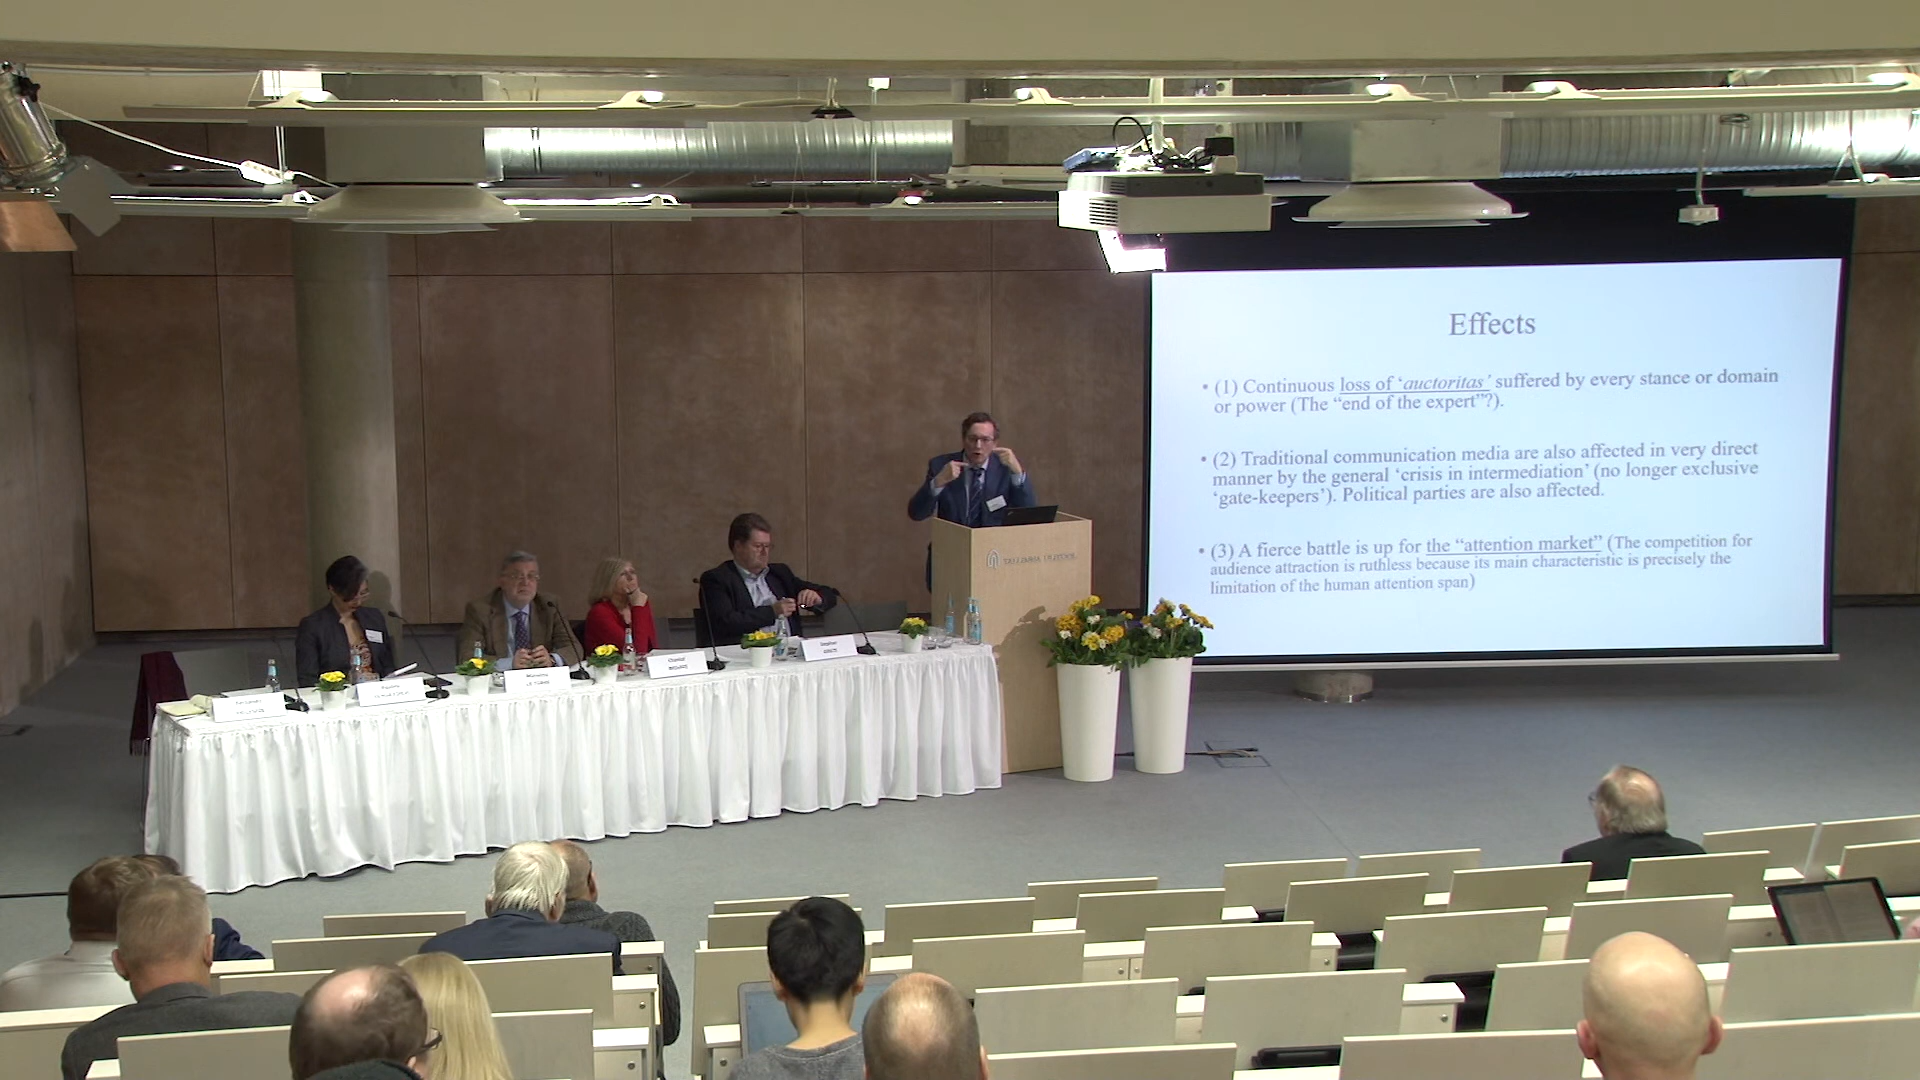 Effects
• (1) Continuous loss of ‘auctoritas’ suffered by every stance or domain
or power (The “end of the expert”?).
• (2) Traditional communication media are also affected in very direct
manner by the general ‘crisis in intermediation’ (no longer exclusive
‘gate-keepers’). Political parties are also affected.
• (3) A fierce battle is up for the “attention market” (The competition for
audience attraction is ruthless because its main characteristic is precisely the
limitation of the human attention span)
TALLINNA ÜLIKOOL
Chantal